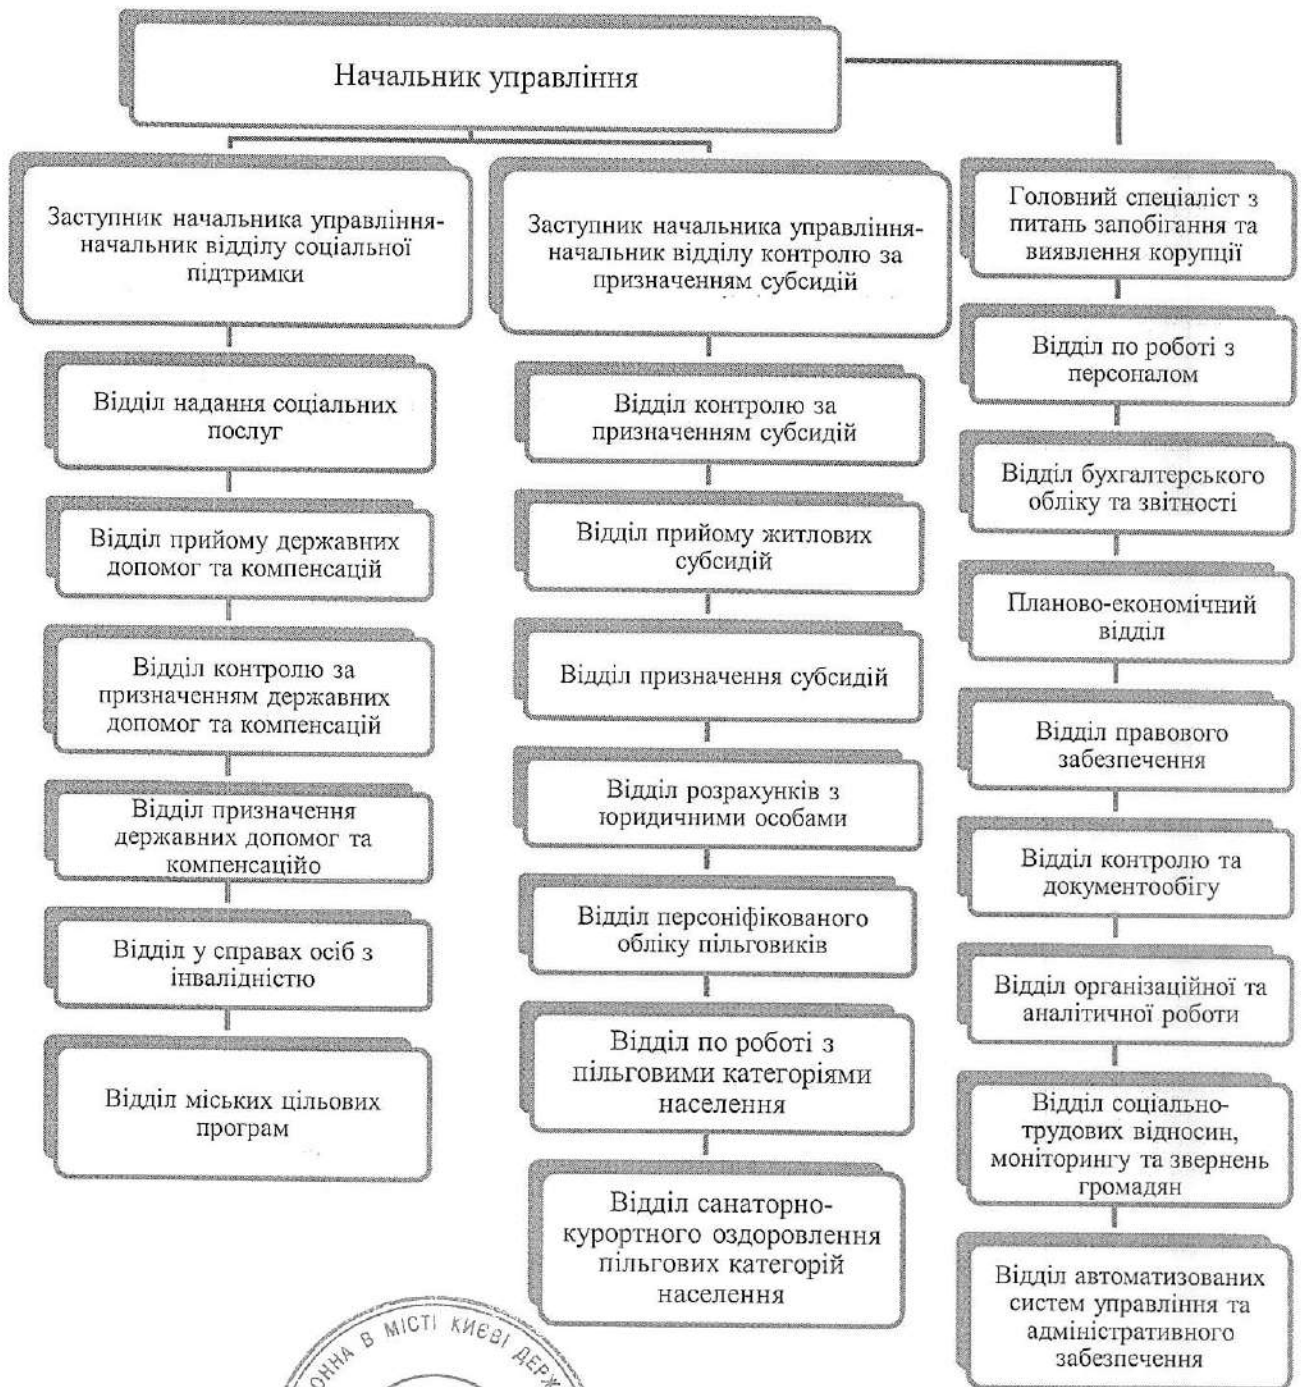 Начальник управління
Заступник начальника управління-
начальник відділу соціальної
підтримки
Відділ надання соціальних
послуг
Відділ прийому державних
допомог та компенсацій
Відділ контролю за
призначенням державних
допомог та компенсацій
Відділ призначення
державних допомог та
компенсаційо
Відділ у справах осіб з
інвалідністю
Відділ міських цільових
програм
Заступник начальника управління-
начальник відділу контролю за
призначенням субсидій
Відділ контролю за
призначенням субсидій
Відділ прийому житлових
субсидій
Відділ призначення субсидій
Відділ розрахунків з
юридичними особами
Відділ персоніфікованого
обліку пільговиків
Відділ по роботі з
пільговими категоріями
населення
Відділ санаторно-
курортного оздоровлення
пільгових категорій
населення
Головний спеціаліст з
питань запобігання та
виявлення корупції
Відділ по роботі з
персоналом
Відділ бухгалтерського
обліку та звітності
Планово-економічний
відділ
Відділ правового
забезпечення
Відділ контролю та
документообігу
Відділ організаційної та
аналітичної роботи
Відділ соціально-
трудових відносин,
моніторингу та звернень
громадян
Відділ автоматизованих
систем управління та
адміністративного
забезпечення
В МІСТІ КИЄВІ